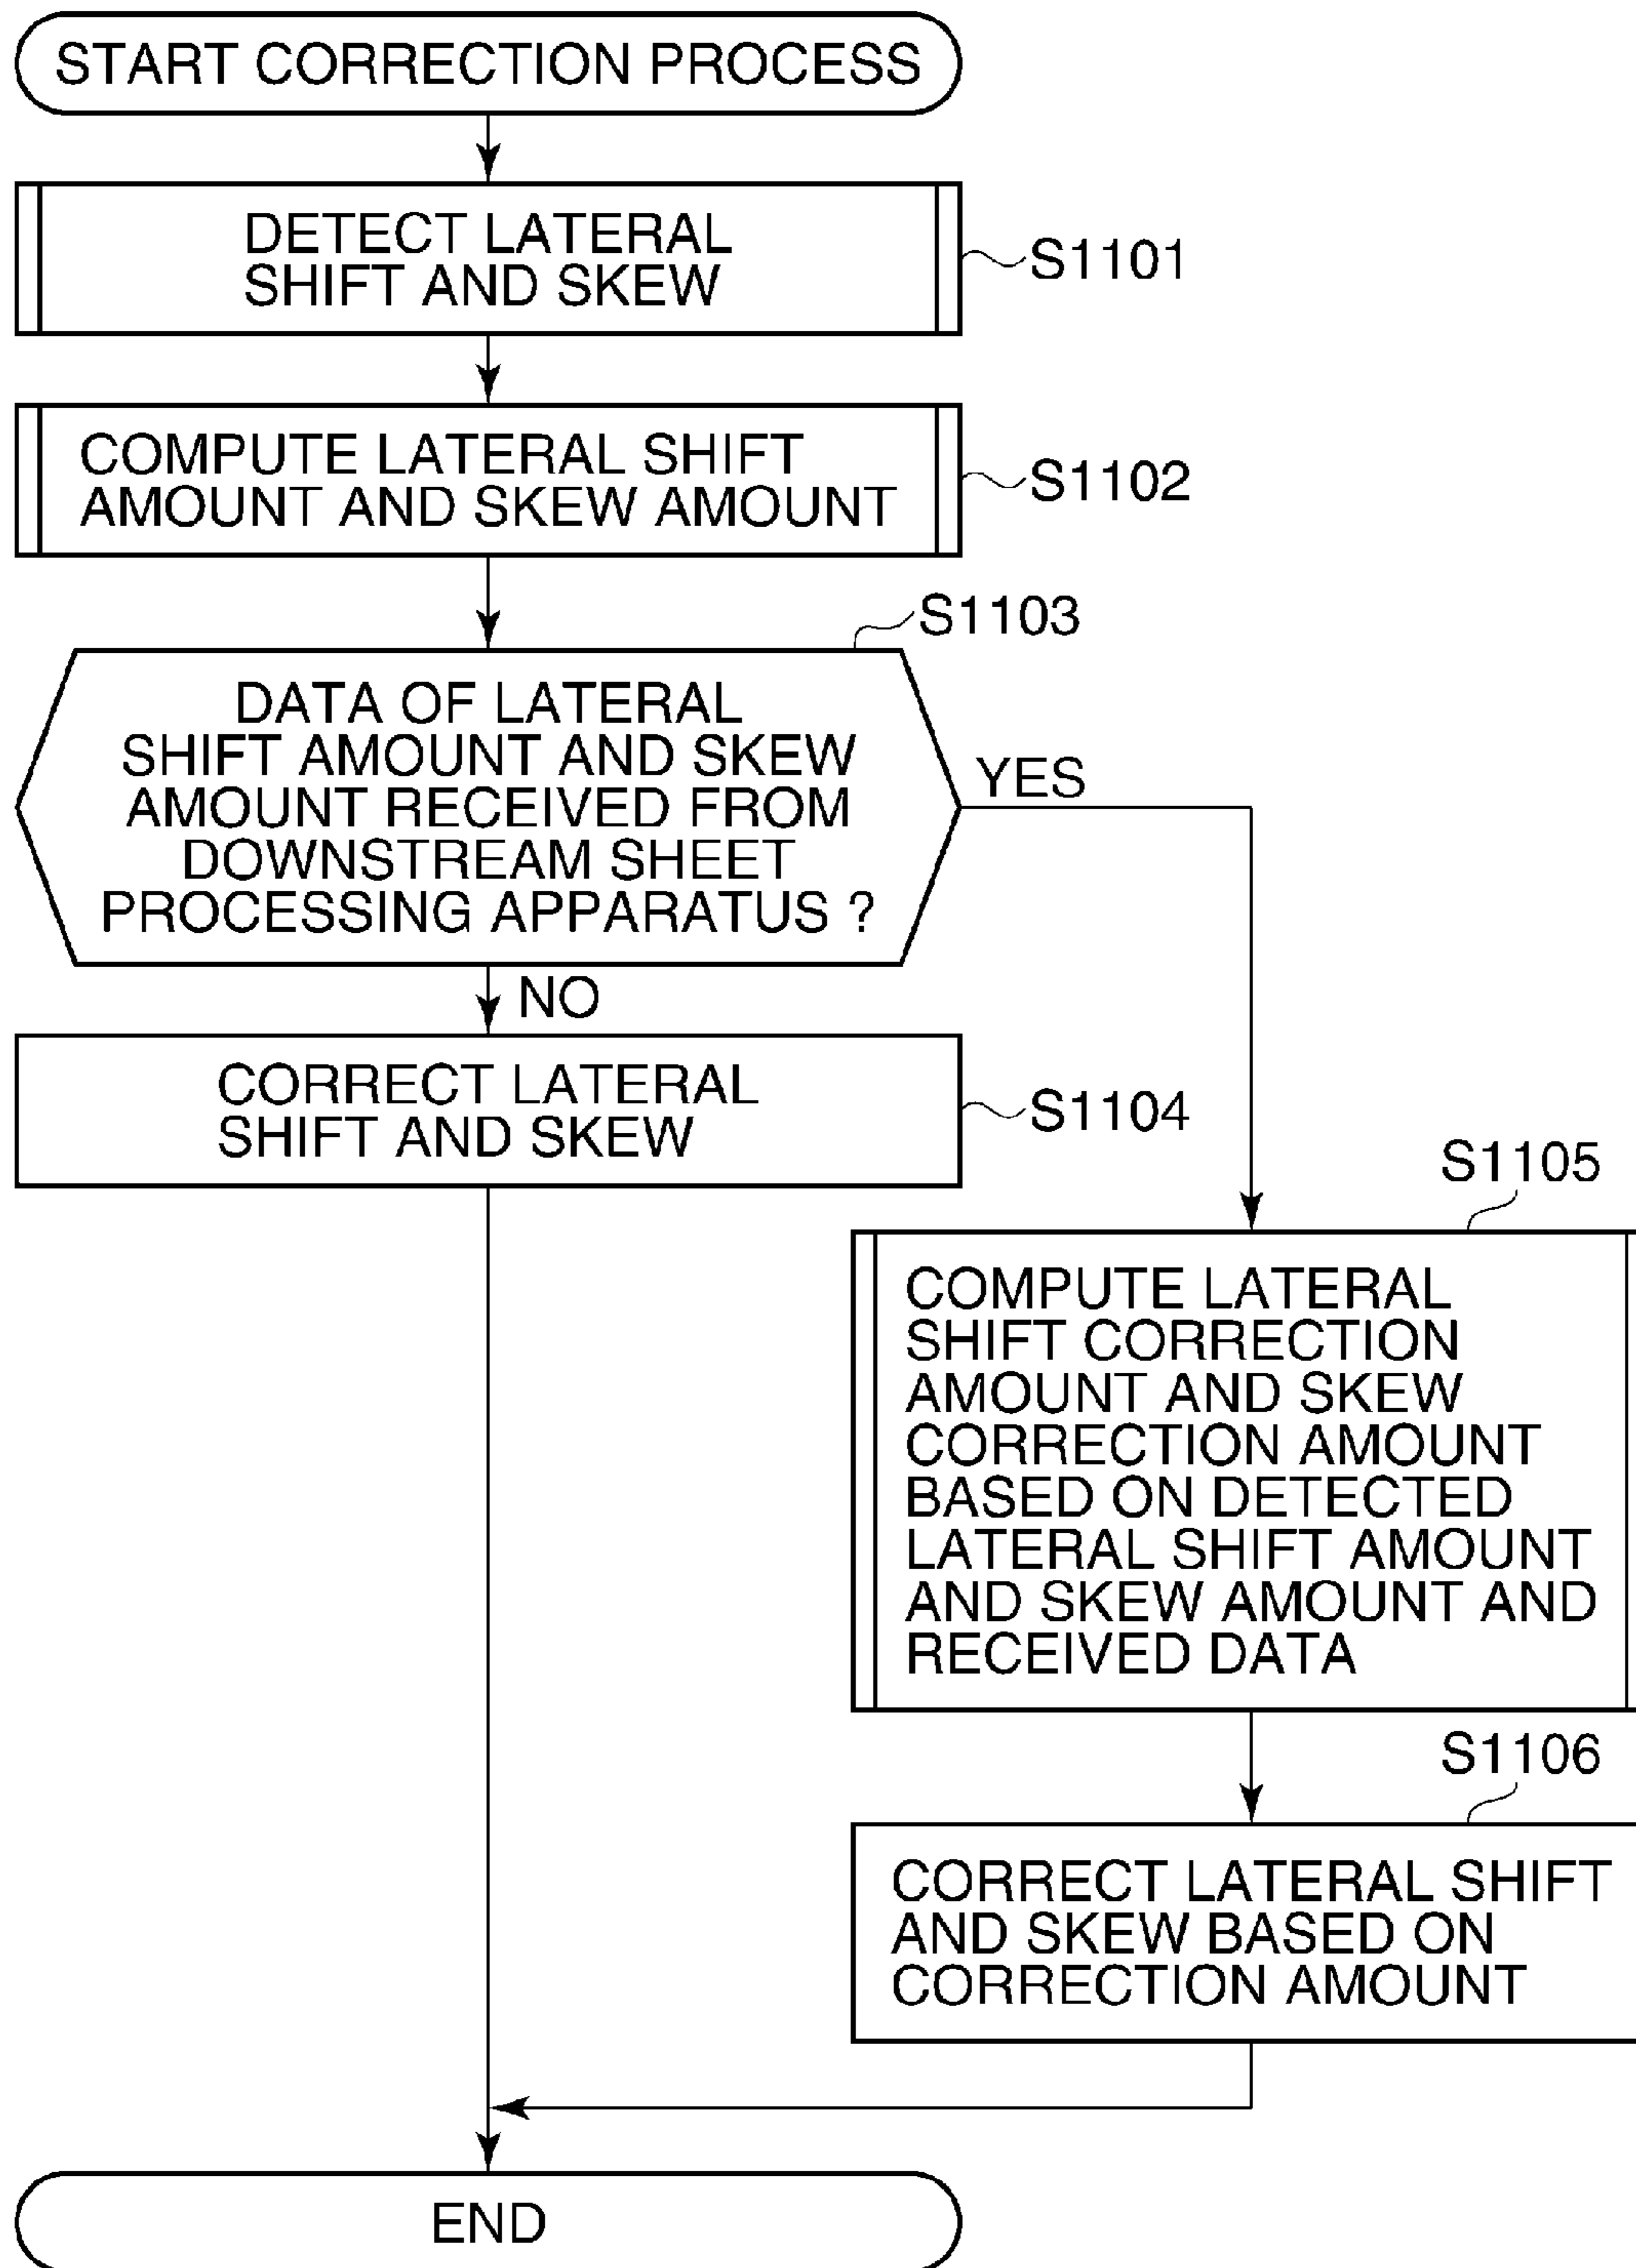 START CORRECTION PROCESS
DETECT LATERAL
SHIFT AND SKEW
S1101
COMPUTE LATERAL SHIFT
AMOUNT AND SKEW AMOUNT
S1102
S1103
DATA OF LATERAL
SHIFT AMOUNT AND SKEW
AMOUNT RECEIVED FROM
DOWNSTREAM SHEET
PROCESSING APPARATUS ?
YES
NO
CORRECT LATERAL
SHIFT AND SKEW
S1104
S1105
COMPUTE LATERAL
SHIFT CORRECTION
AMOUNT AND SKEW
CORRECTION AMOUNT
BASED ON DETECTED
LATERAL SHIFT AMOUNT
AND SKEW AMOUNT AND
RECEIVED DATA
S1106
CORRECT LATERAL SHIFT
AND SKEW BASED ON
CORRECTION AMOUNT
END